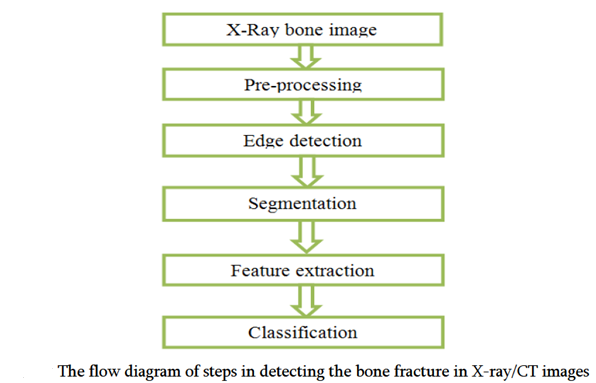 X-Ray bone image
Pre-processing
Edge detection
Segmentation
Feature extraction
Classification
The flow diagram of steps in detecting the bone fracture in X-ray/CT images